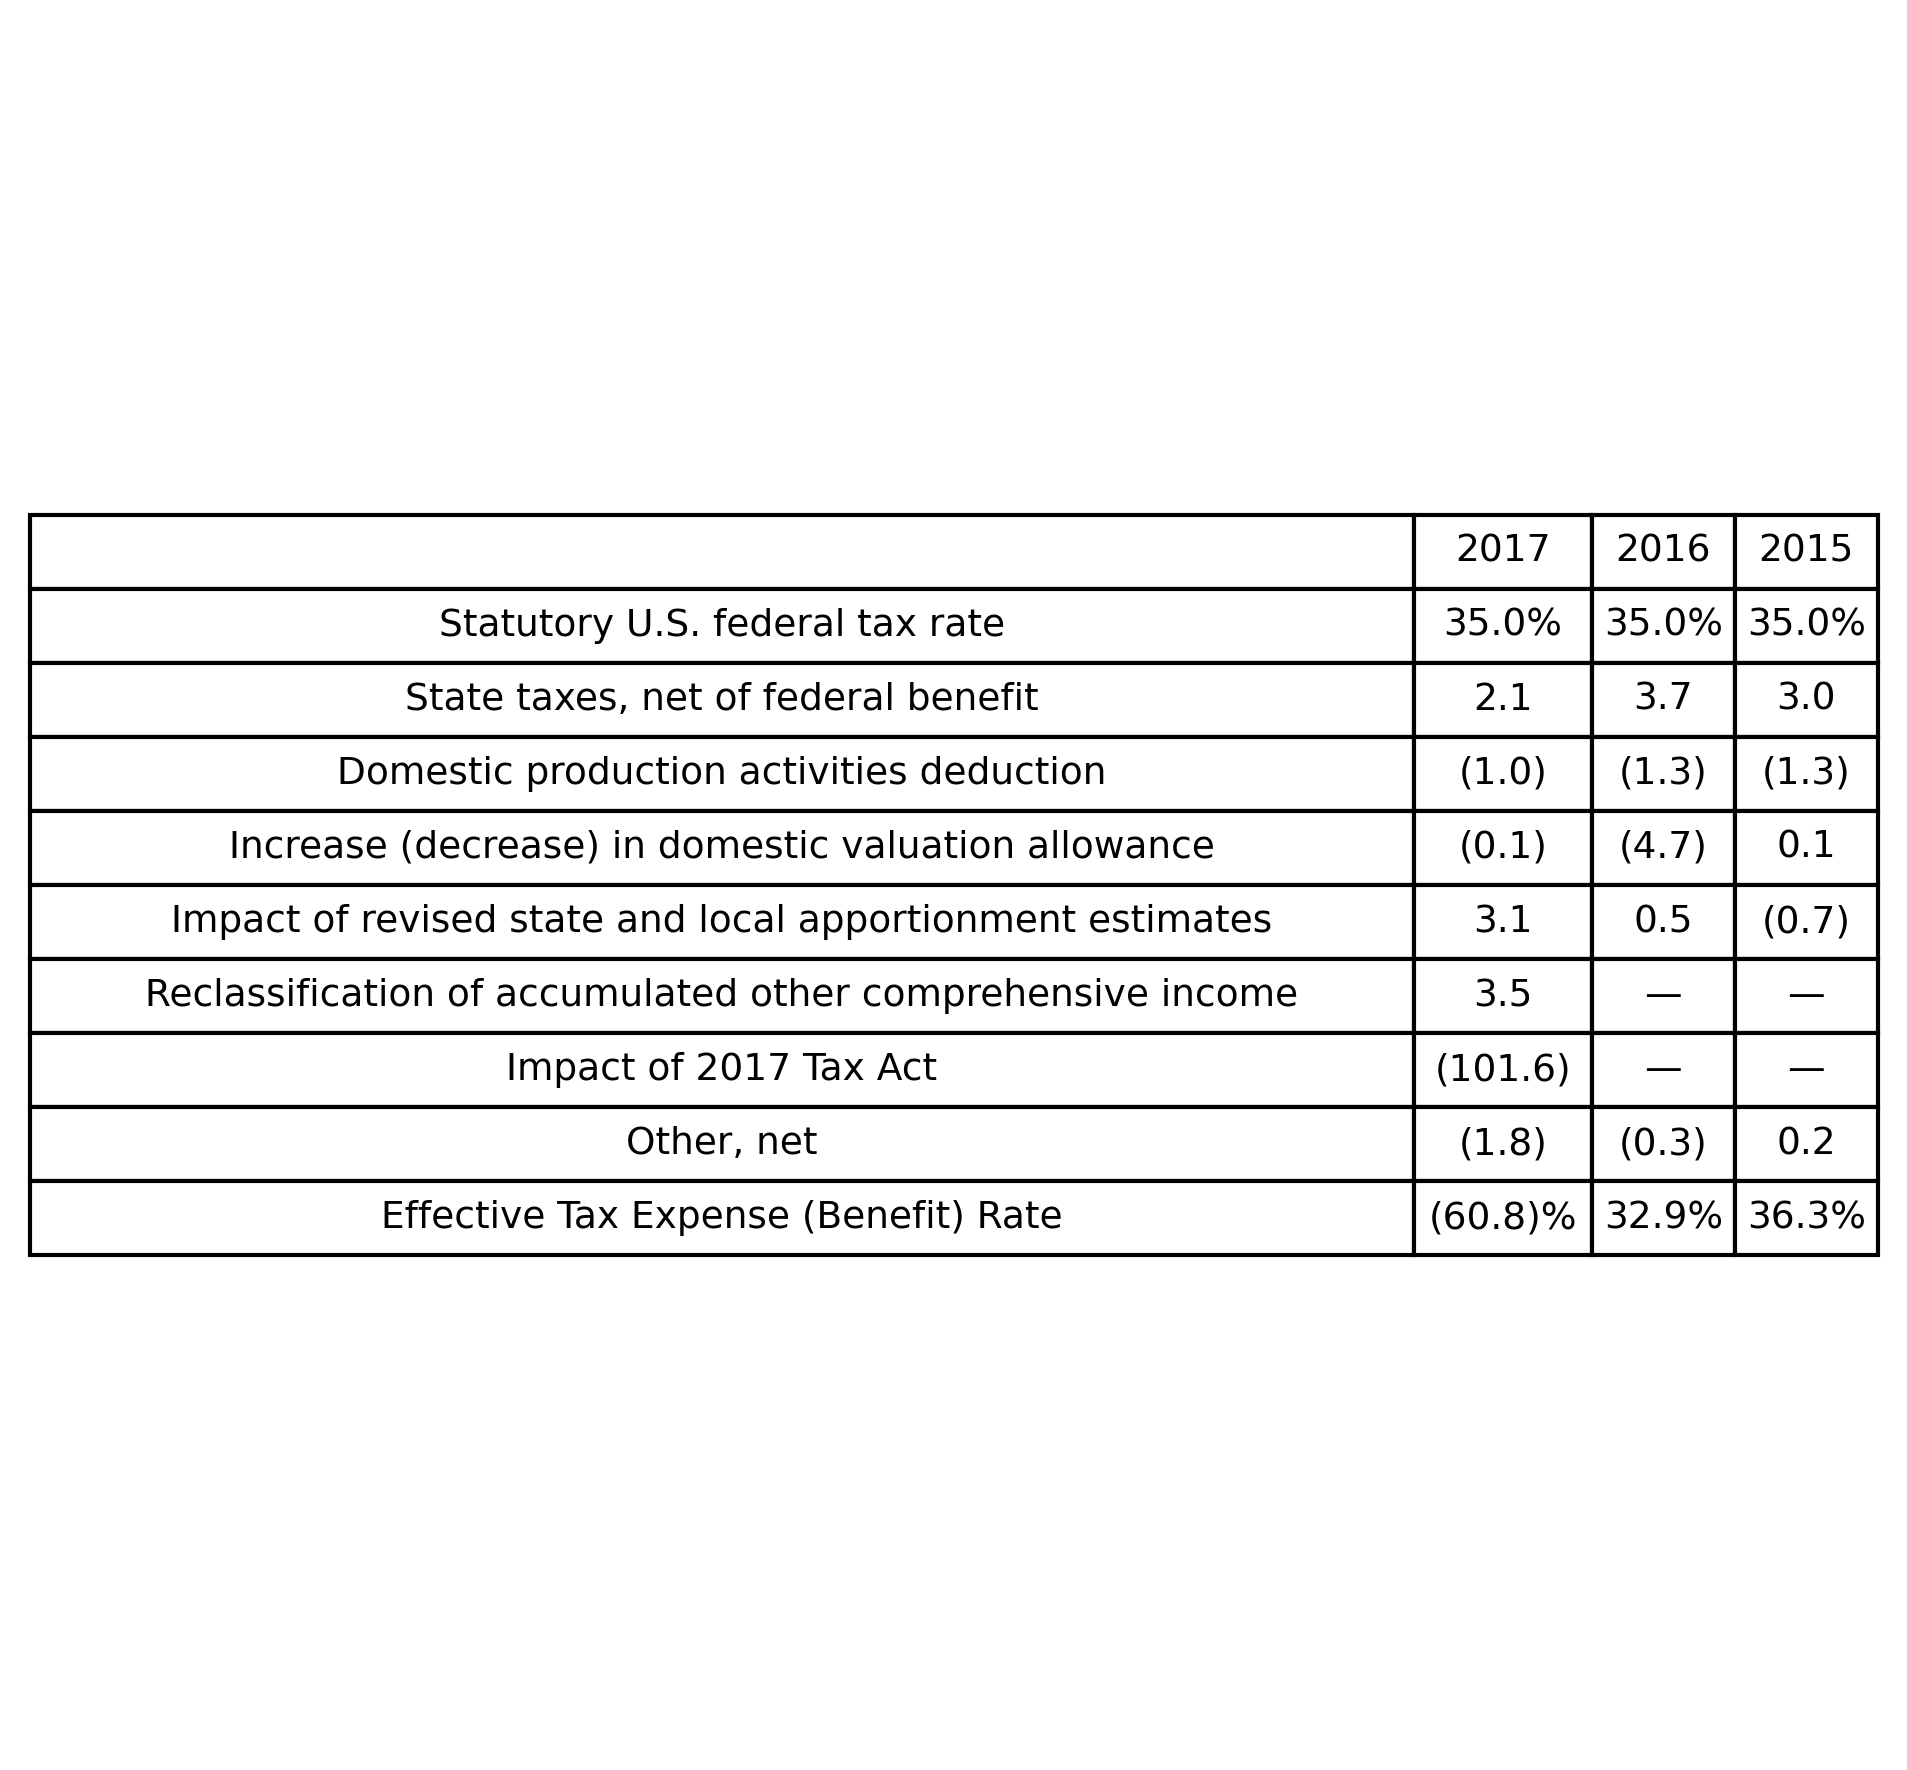 2017 2016 2015
Statutory U.S. federal tax rate 35.0% 35.0% 35.0%
State taxes, net of federal benefit 2.1 3.7 3.0
Domestic production activities deduction (1.0) (1.3) (1.3)
Increase (decrease) in domestic valuation allowance (0.1) (4.7) 0.1
Impact of revised state and local apportionment estimates 3.1 0.5 (0.7)
Reclassification of accumulated other comprehensive income 3.5 — —
Impact of 2017 Tax Act (101.6) — —
Other, net (1.8) (0.3) 0.2
Effective Tax Expense (Benefit) Rate (60.8)% 32.9% 36.3%